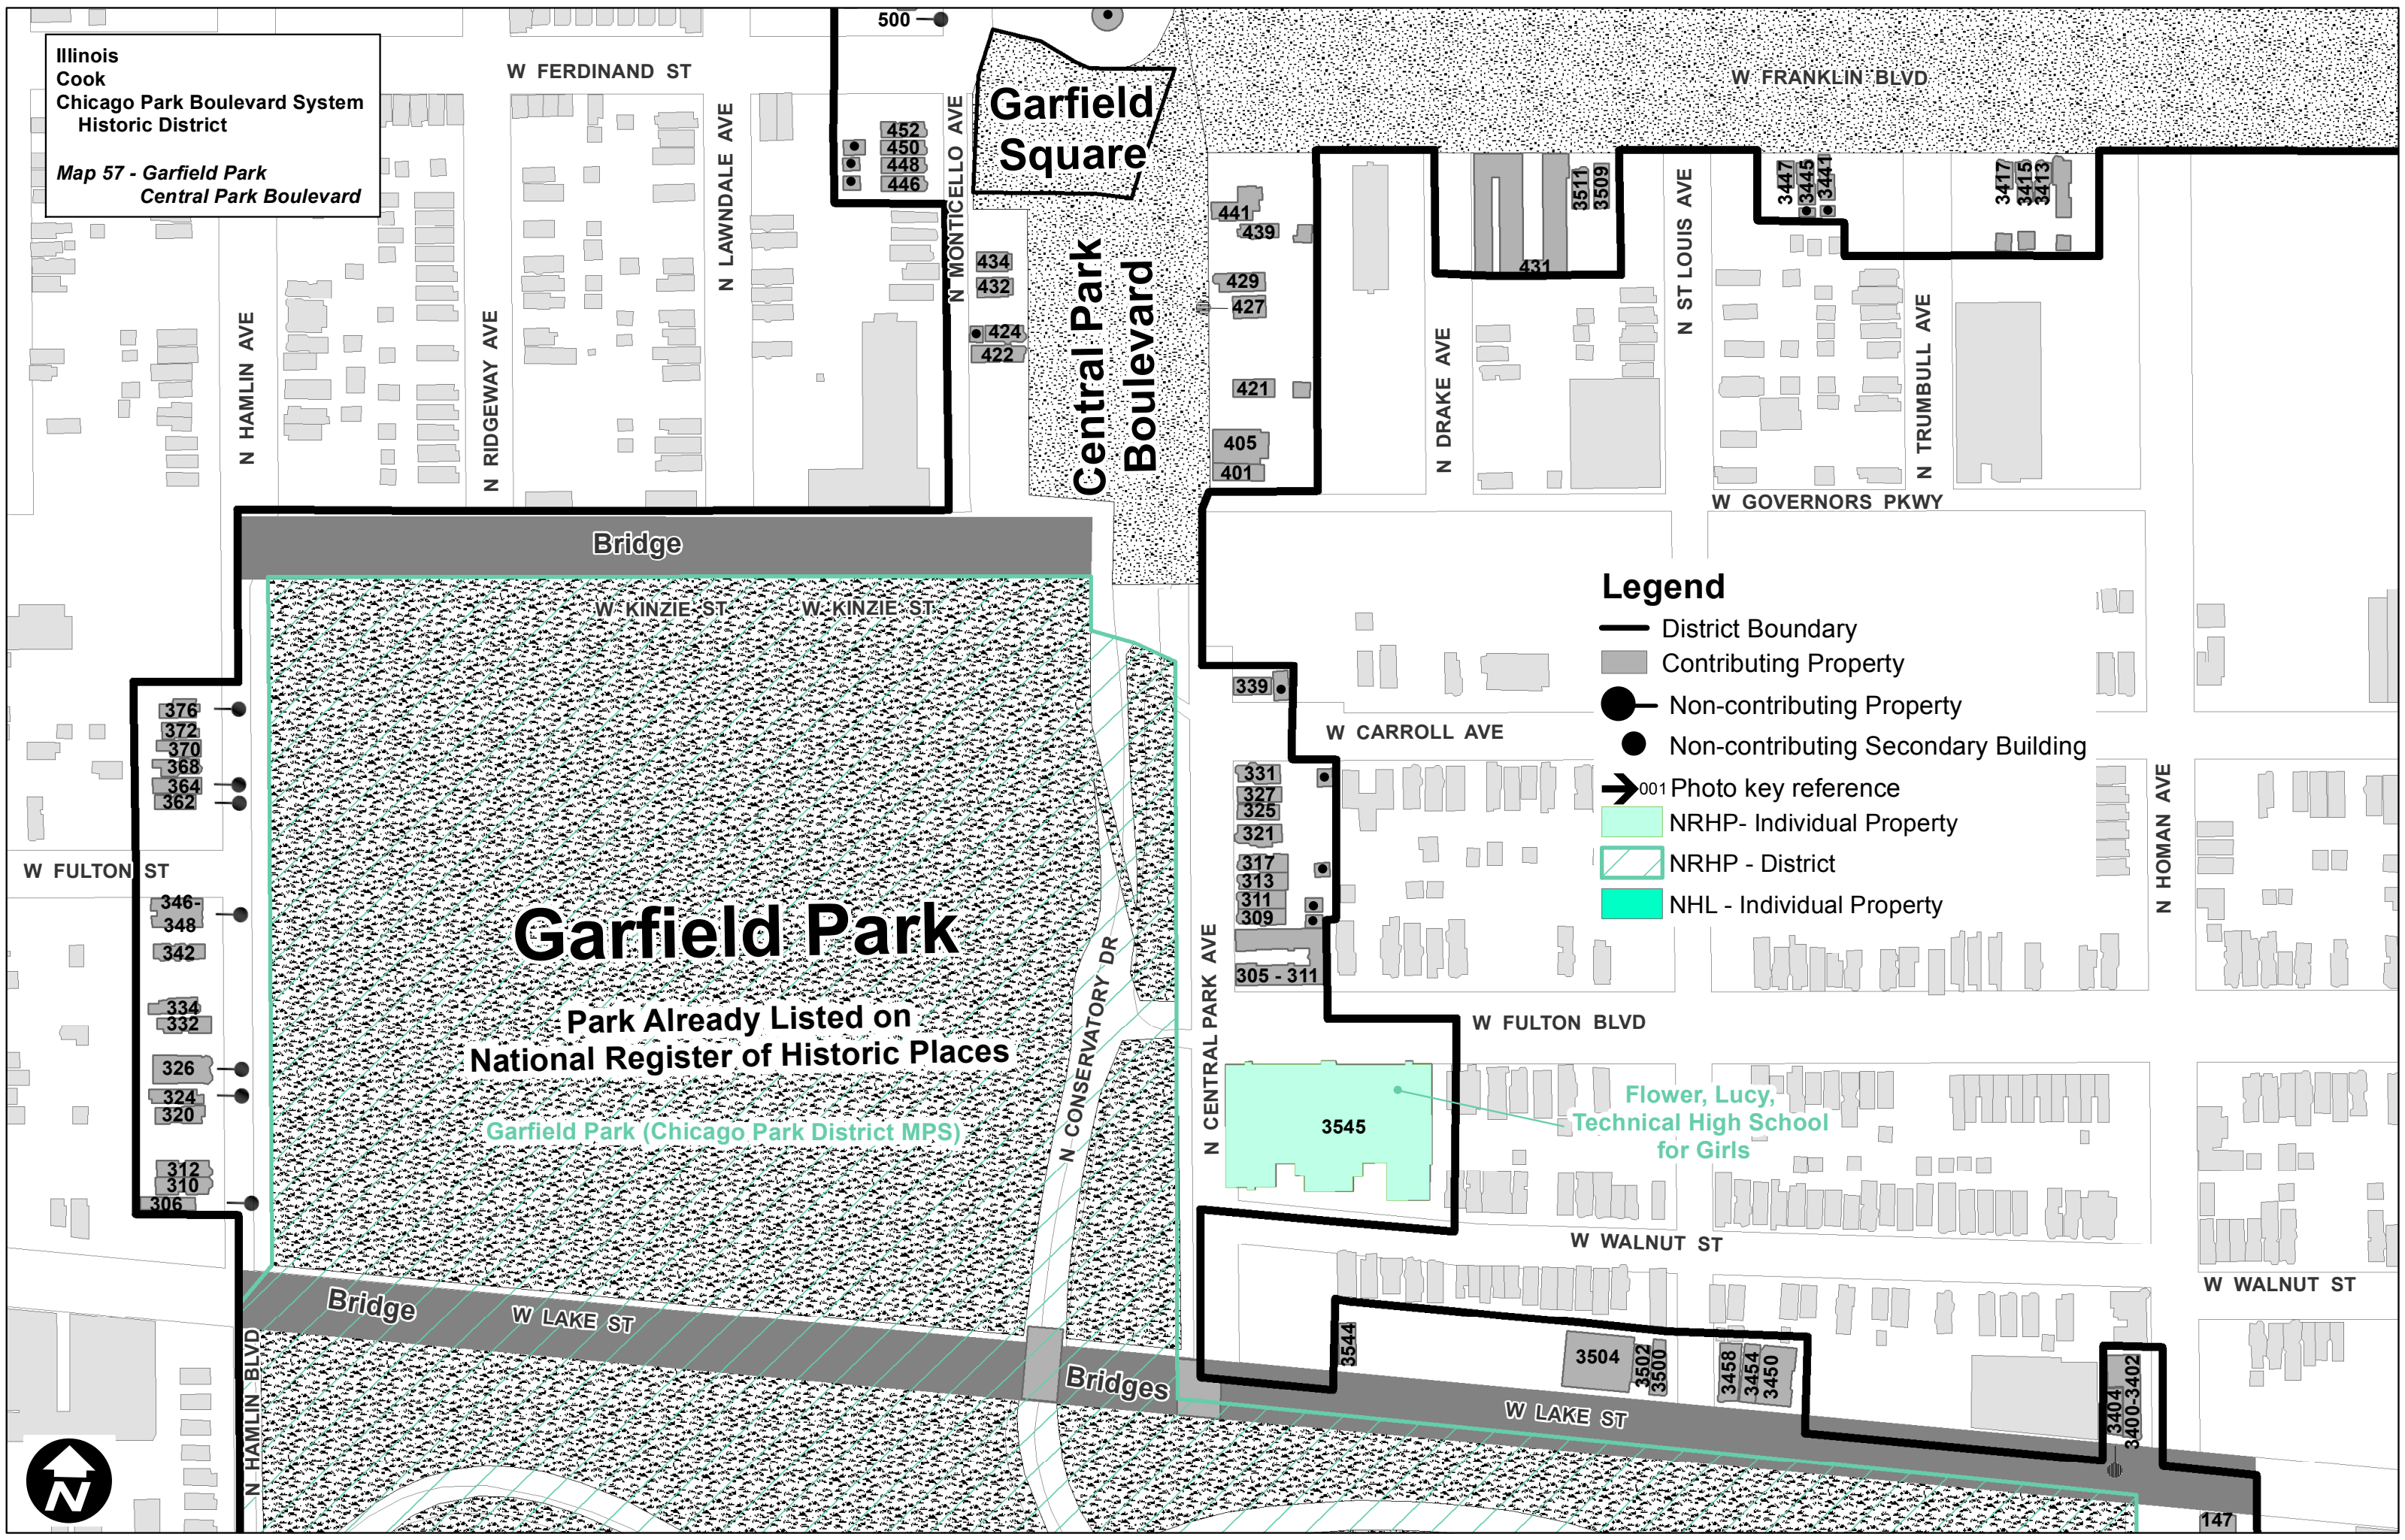 Illinois
Cook
Chicago Park Boulevard System
Historic District
Map 57 - Garfield Park
Central Park Boulevard
500
W FERDINAND ST
W FRANKLIN BLVD
Garfield
Square
N LAWNDALE AVE
N MONTICELLO AVE
452
450
448
446
434
432
424
422
Central Park
Boulevard
441
439
429
427
421
405
401
431
3511
3509
N ST LOUIS AVE
3447
3445
3441
3417
3415
3413
N HAMLIN AVE
N RIDGEWAY AVE
N DRAKE AVE
N TRUMBULL AVE
W GOVERNORS PKWY
Bridge
W KINZIE ST
W KINZIE ST
Legend
District Boundary
Contributing Property
Non-contributing Property
Non-contributing Secondary Building
001 Photo key reference
NRHP- Individual Property
NRHP - District
NHL - Individual Property
339
W CARROLL AVE
376
372
370
368
364
362
331
327
325
321
317
313
311
309
305 - 311
N HOMAN AVE
W FULTON ST
346-
348
342
334
332
326
324
320
312
310
306
Garfield Park
Park Already Listed on
National Register of Historic Places
Garfield Park (Chicago Park District MPS)
N CONSERVATORY DR
N CENTRAL PARK AVE
W FULTON BLVD
3545
Flower, Lucy,
Technical High School
for Girls
W WALNUT ST
W WALNUT ST
Bridge
W LAKE ST
Bridges
W LAKE ST
3544
3504
3502
3500
3458
3454
3450
3404
3400-3402
N HAMLIN BLVD
N
147